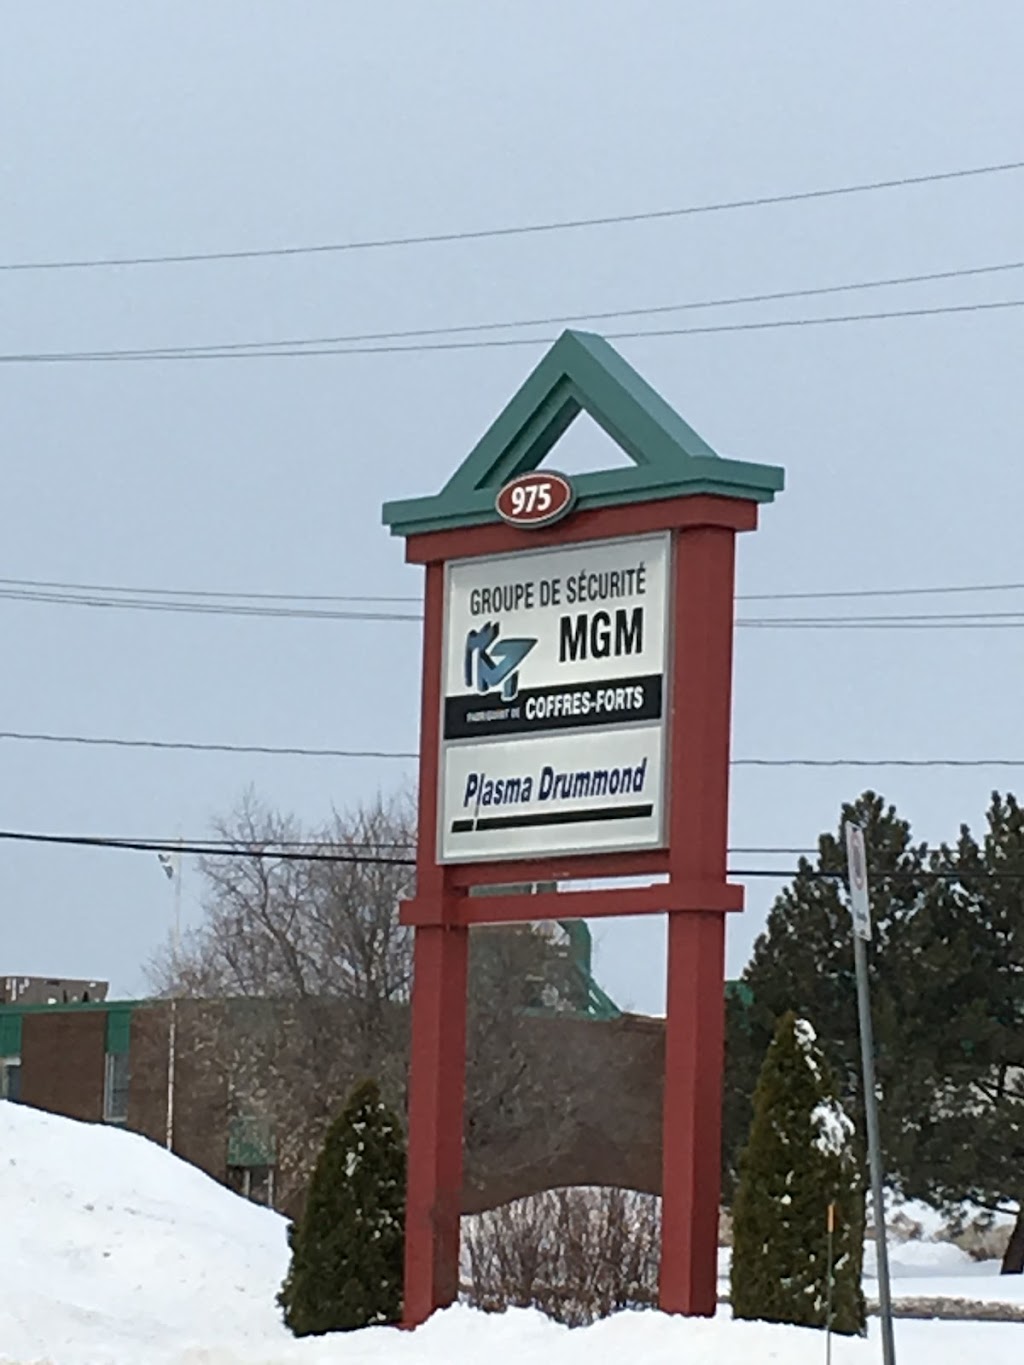 975
GROUPE DE SÉCURITÉ
MGM
FABRIQUANT DE COFFRES-FORTS
Plasma Drummond